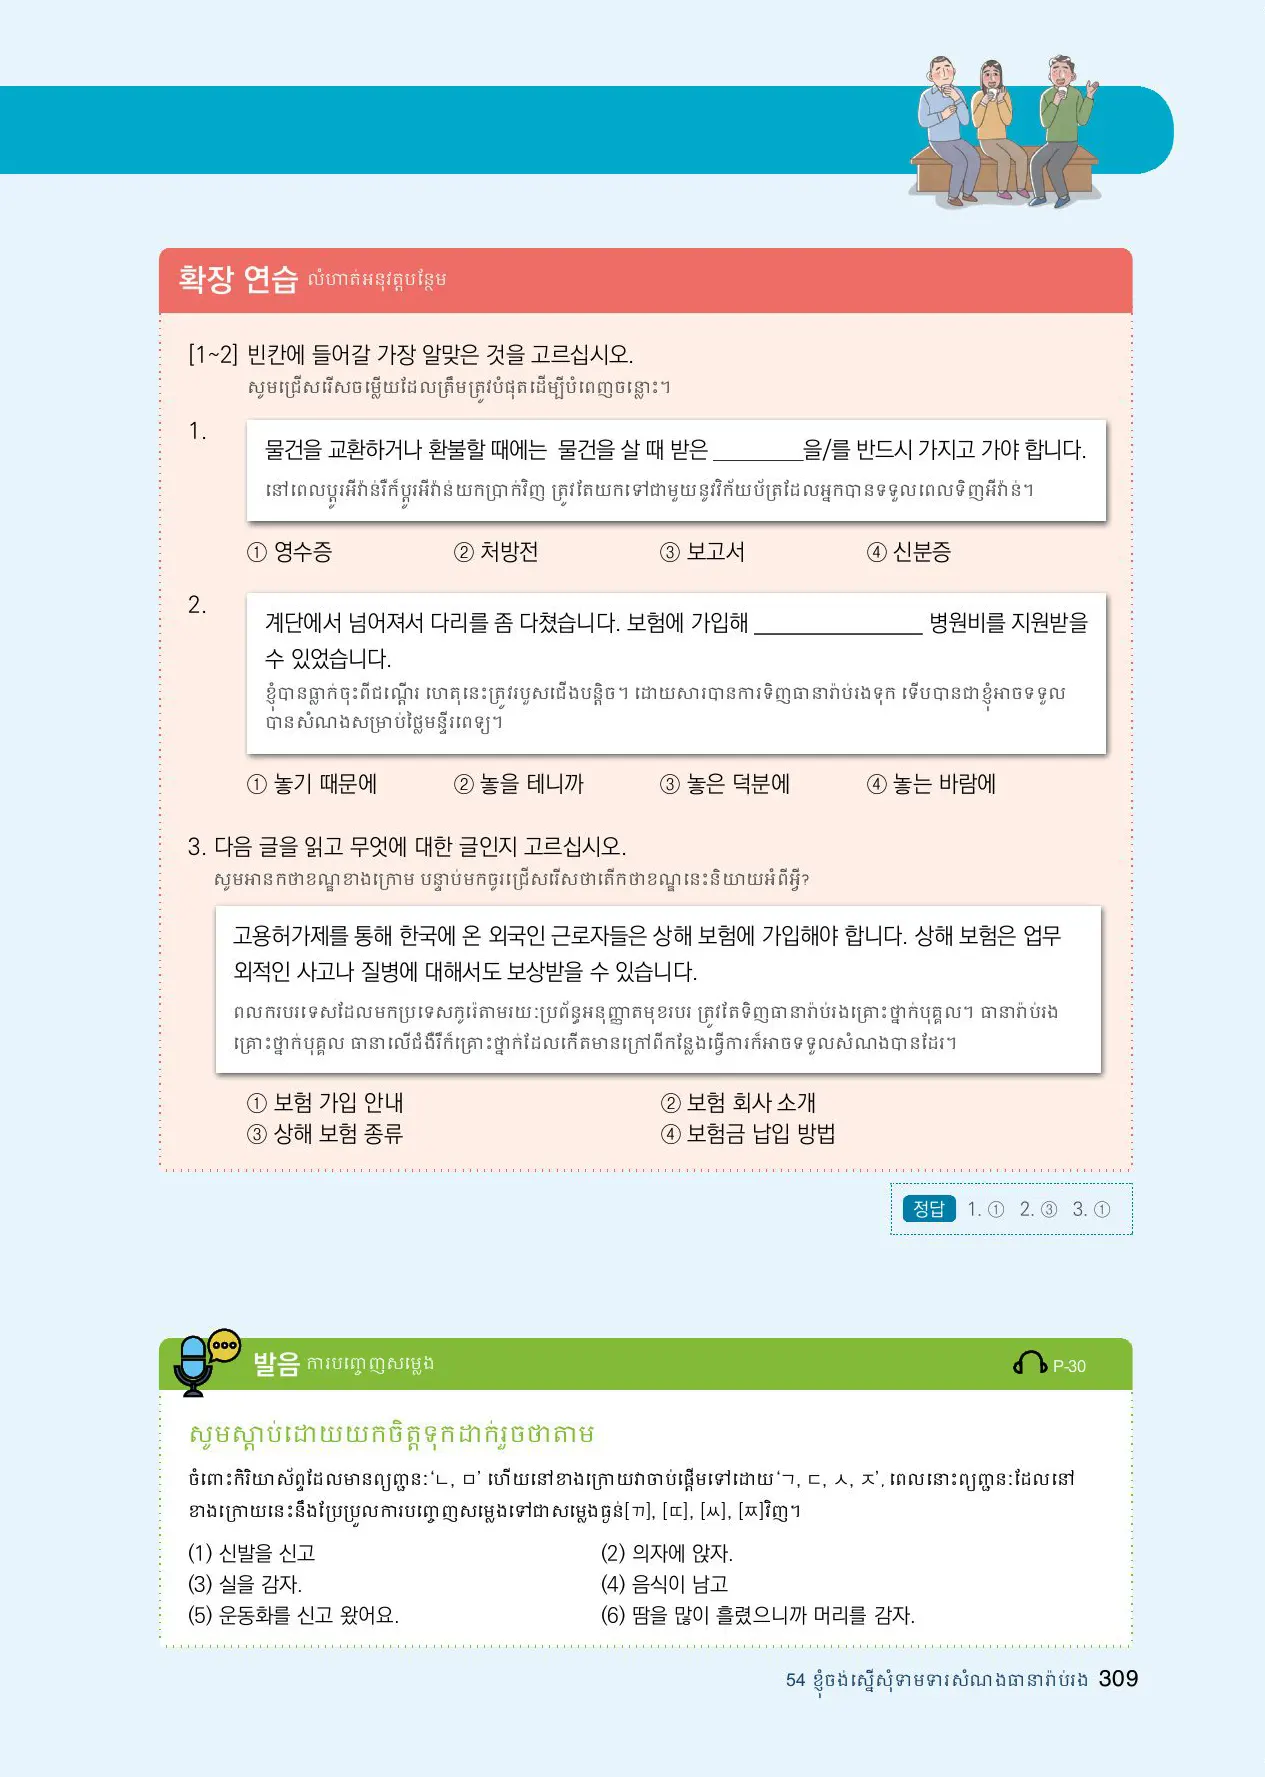 확장 연습 លំហាត់អនុវត្តបន្ថែម
[1~2] 빈칸에 들어갈 가장 알맞은 것을 고르십시오.
សូមជ្រើសរើសចម្លើយដែលត្រឹមត្រូវបំផុតដើម្បីបំពេញចន្លោះ។
1.
물건을 교환하거나 환불할 때에는 물건을 살 때 받은 ________을/를 반드시 가지고 가야 합니다.
នៅពេលប្តូរអីវ៉ាន់រឺក៏ប្តូរអីវ៉ាន់យកប្រាក់វិញ ត្រូវតែយកទៅជាមួយនូវវិក័យប័ត្រដែលអ្នកបានទទួលពេលទិញអីវ៉ាន់។
① 영수증 ② 처방전 ③ 보고서 ④ 신분증
2.
계단에서 넘어져서 다리를 좀 다쳤습니다. 보험에 가입해 _______________ 병원비를 지원받을
수 있었습니다.
ខ្ញុំបានធ្លាក់ចុះពីជណ្តើរ ហេតុនេះត្រូវរបួសជើងបន្តិច។ ដោយសារបានការទិញធានារ៉ាប់រងទុក ទើបបានជាខ្ញុំអាចទទួល
បានសំណងសម្រាប់ថ្លៃមន្ទីរពេទ្យ។
① 놓기 때문에 ② 놓을 테니까 ③ 놓은 덕분에 ④ 놓는 바람에
3. 다음 글을 읽고 무엇에 대한 글인지 고르십시오.
សូមអានកថាខណ្ឌខាងក្រោម បន្ទាប់មកចូរជ្រើសរើសថាតើកថាខណ្ឌនេះនិយាយអំពីអ្វី?
고용허가제를 통해 한국에 온 외국인 근로자들은 상해 보험에 가입해야 합니다. 상해 보험은 업무
외적인 사고나 질병에 대해서도 보상받을 수 있습니다.
ពលករបរទេសដែលមកប្រទេសកូរ៉េតាមរយៈប្រព័ន្ធអនុញ្ញាតមុខរបរ ត្រូវតែទិញធានារ៉ាប់រងគ្រោះថ្នាក់បុគ្គល។ ធានារ៉ាប់រង
គ្រោះថ្នាក់បុគ្គល ធានាលើជំងឺរឺក៏គ្រោះថ្នាក់ដែលកើតមានក្រៅពីកន្លែងធ្វើការក៏អាចទទួលសំណងបានដែរ។
① 보험 가입 안내 ② 보험 회사 소개
③ 상해 보험 종류 ④ 보험금 납입 방법
정답 1. ① 2. ③ 3. ①
발음 ការបញ្ចេញសម្លេង P-30
សូមស្តាប់ដោយយកចិត្តទុកដាក់រួចថាតាម
ចំពោះកិរិយាស័ព្ទដែលមានព្យញ្ជនៈ‘ㄴ, ㅁ’ ហើយនៅខាងក្រោយវាចាប់ផ្តើមទៅដោយ‘ㄱ, ㄷ, ㅅ, ㅈ’, ពេលនោះព្យញ្ជនៈដែលនៅ
ខាងក្រោយនេះនឹងប្រែប្រួលការបញ្ចេញសម្លេងទៅជាសម្លេងធ្ងន់[ㄲ], [ㄸ], [ㅆ], [ㅉ]វិញ។
(1) 신발을 신고 (2) 의자에 앉자.
(3) 실을 감자. (4) 음식이 남고
(5) 운동화를 신고 왔어요. (6) 땀을 많이 흘렸으니까 머리를 감자.
54 ខ្ញុំចង់ស្នើសុំទាមទារសំណងធានារ៉ាប់រង 309